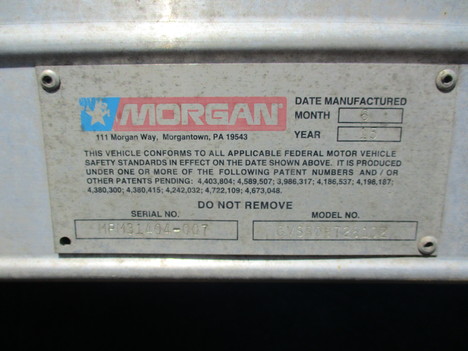 MORGAN
111 Morgan Way, Morgantown, PA 19543
DATE MANUFACTURED
MONTH 6
YEAR
THIS VEHICLE CONFORMS TO ALL APPLICABLE FEDERAL MOTOR VEHICLE
SAFETY STANDARDS IN EFFECT ON THE DATE SHOWN ABOVE. IT IS PRODUCED
UNDER ONE OR MORE OF THE FOLLOWING PATENT NUMBERS AND / OR
OTHER PATENTS PENDING: 4,403,804; 4,589,507; 3,986,317; 4,186,537; 4,196,187;
4,380,300; 4,380,415; 4,242,032; 4,722,109; 4,673,048.
DO NOT REMOVE
SERIAL NO. MODEL NO.